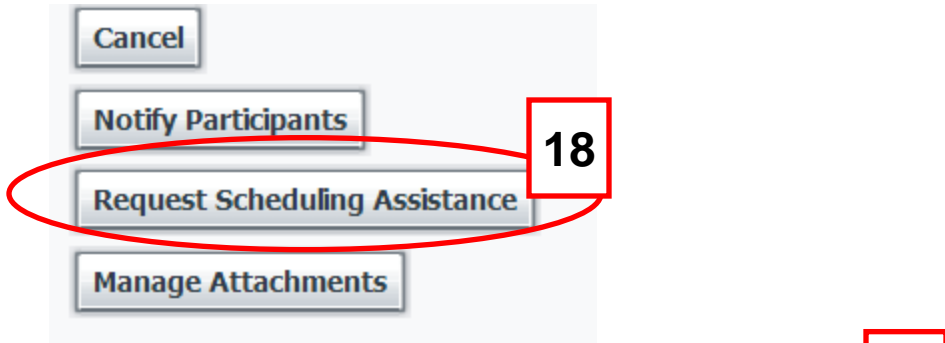 Cancel
Notify Participants
18
Request Scheduling Assistance
Manage Attachments